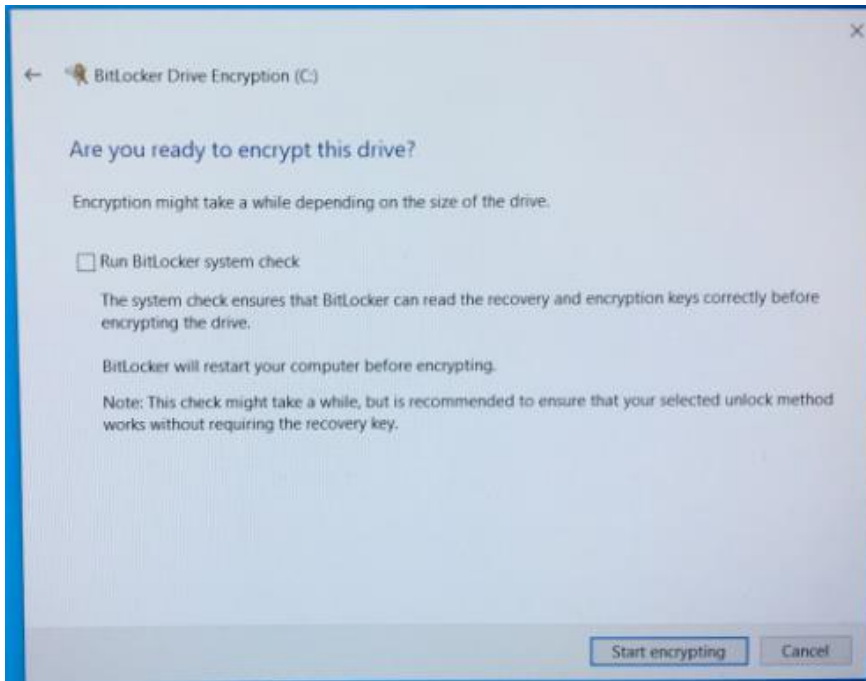 BitLocker Drive Encryption (C:)
Are you ready to encrypt this drive?
Encryption might take a while depending on the size of the drive.
Run BitLocker system check
The system check ensures that BitLocker can read the recovery and encryption keys correctly before
encrypting the drive.
BitLocker will restart your computer before encrypting.
Note: This check might take a while, but is recommended to ensure that your selected unlock method
works without requiring the recovery key.
Start encrypting Cancel